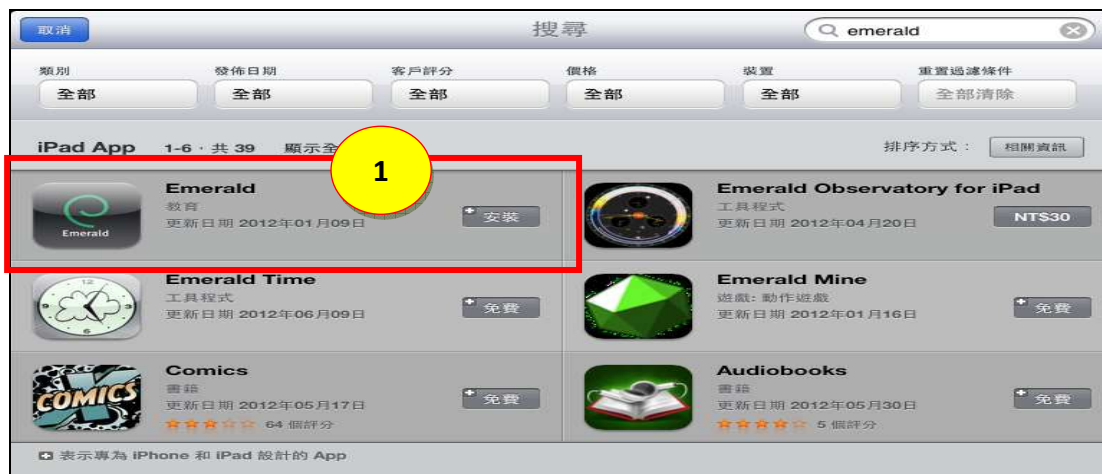 取消
搜尋
emerald
類別
發佈日期
客戶評分
價格
裝置
重置過濾條件
全部
全部
全部
全部
全部
全部清除
iPad App
1-6 · 共 39
顯示全
1
排序方式：
相關資訊
Emerald
教育
更新日期 2012年01月09日
安裝
Emerald
Emerald Observatory for iPad
工具程式
更新日期 2012年04月20日
NT$30
Emerald Time
工具程式
更新日期 2012年06月09日
免費
12
6
Emerald Mine
遊戲: 動作遊戲
更新日期 2012年01月16日
免費
Comics
書籍
更新日期 2012年05月17日
64 個評分
免費
COMICS
Audiobooks
書籍
更新日期 2012年05月30日
5 個評分
免費
表示專為 iPhone 和 iPad 設計的 App